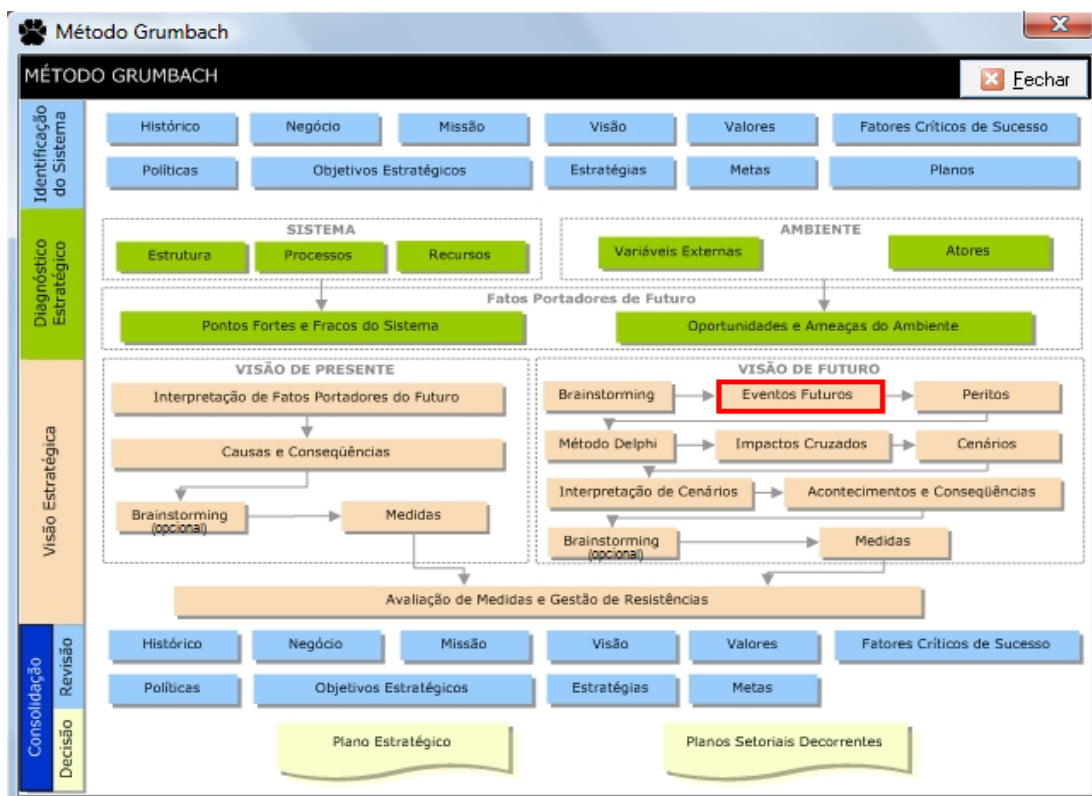 Método Grumbach
MÉTODO GRUMBACH
Fechar
Identificação
do Sistema
Histórico
Negócio
Missão
Visão
Valores
Fatores Críticos de Sucesso
Políticas
Objetivos Estratégicos
Estratégias
Metas
Planos
Diagnóstico
Estratégico
SISTEMA
Estrutura
Processos
Recursos
AMBIENTE
Variáveis Externas
Atores
Fatos Portadores de Futuro
Pontos Fortes e Fracos do Sistema
Oportunidades e Ameaças do Ambiente
Visão Estratégica
VISÃO DE PRESENTE
Interpretação de Fatos Portadores do Futuro
Causas e Conseqüências
Brainstorming
(opcional)
Medidas
VISÃO DE FUTURO
Brainstorming
Eventos Futuros
Peritos
Método Delphi
Impactos Cruzados
Cenários
Interpretação de Cenários
Acontecimentos e Conseqüências
Brainstorming
(opcional)
Medidas
Avaliação de Medidas e Gestão de Resistências
Consolidação
Revisão
Histórico
Negócio
Missão
Visão
Valores
Fatores Críticos de Sucesso
Políticas
Objetivos Estratégicos
Estratégias
Metas
Decisão
Plano Estratégico
Planos Setoriais Decorrentes